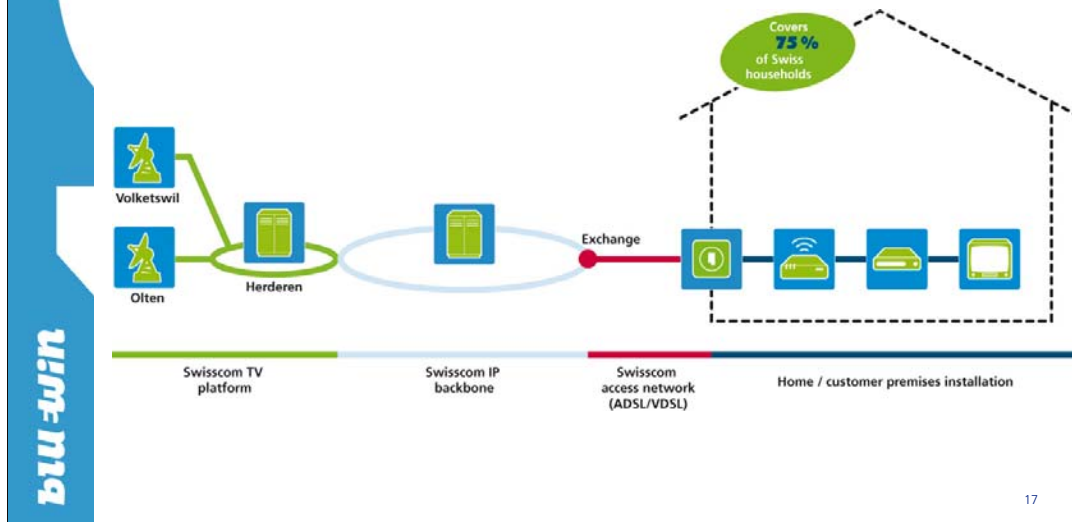 Covers
75 %
of Swiss
households
Volketswil
Olten
Herderen
Exchange
Swisscom TV
platform
Swisscom IP
backbone
Swisscom
access network
(ADSL/VDSL)
Home / customer premises installation
bluewin
17